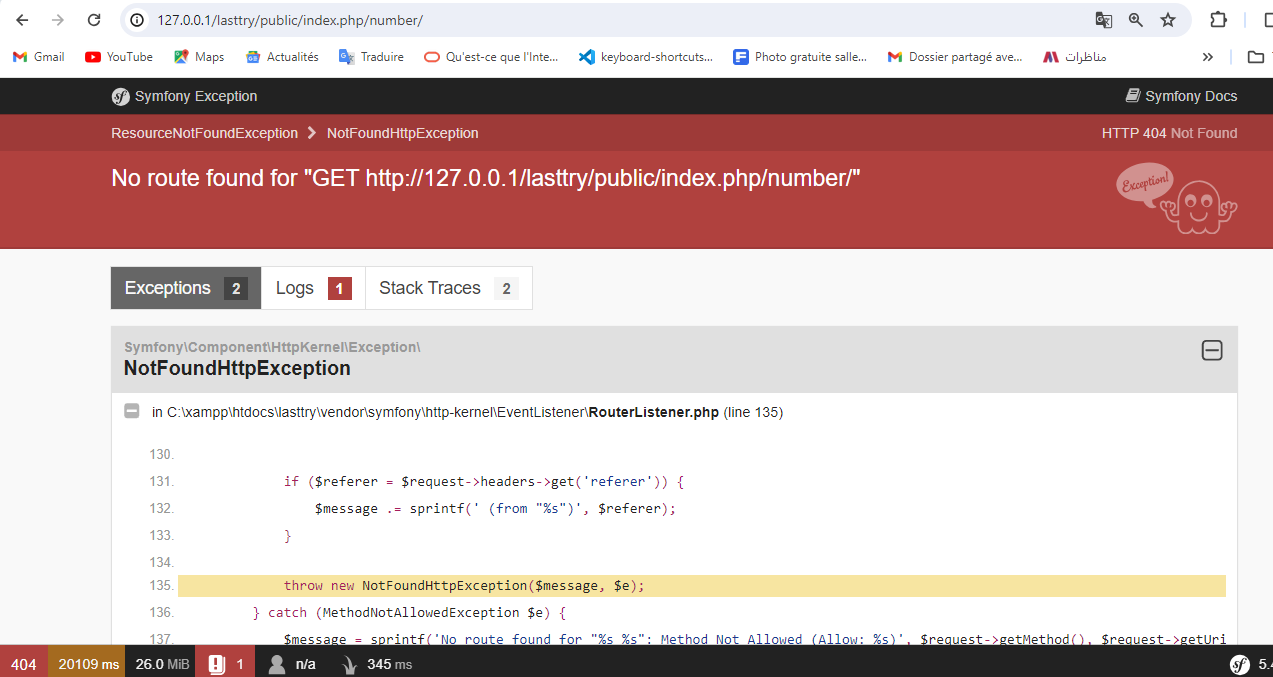 127.0.0.1/lasttry/public/index.php/number/
Gmail YouTube Maps Actualités Traduire Qu'est-ce que l'Inte... keyboard-shortcuts... Photo gratuite salle... Dossier partagé ave... مناظرات »
sf Symfony Exception Symfony Docs
ResourceNotFoundException NotFoundHttpException HTTP 404 Not Found
No route found for "GET http://127.0.0.1/lasttry/public/index.php/number/"
Exception!
Exceptions 2 Logs 1 Stack Traces 2
Symfony\Component\HttpKernel\Exception\
NotFoundHttpException
in C:\xampp\htdocs\lasttry\vendor\symfony\http-kernel\EventListener\RouterListener.php (line 135)
130.
131. if ($referer = $request->headers->get('referer')) {
132. $message .= sprintf(' (from "%s")', $referer);
133. }
134.
135. throw new NotFoundHttpException($message, $e);
136. } catch (MethodNotAllowedException $e) {
137. $message = sprintf('No route found for "%s %s": Method Not Allowed (Allow: %s)', $request->getMethod(), $request->getUri
404 20109 ms 26.0 MiB 1 n/a 345 ms sf 5.4